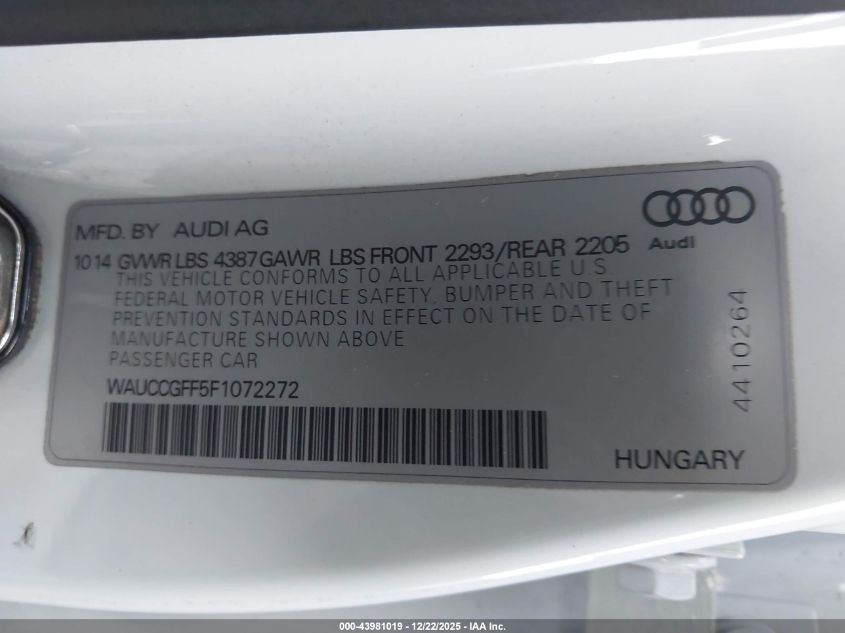 MFD. BY AUDI AG
Audi
1014 GVWR LBS 4387 GAWR LBS FRONT 2293/REAR 2205
THIS VEHICLE CONFORMS TO ALL APPLICABLE U.S.
FEDERAL MOTOR VEHICLE SAFETY, BUMPER AND THEFT
PREVENTION STANDARDS IN EFFECT ON THE DATE OF
MANUFACTURE SHOWN ABOVE
PASSENGER CAR
WAUCCGFF5F1072272
4410264
HUNGARY
000-43981019 - 12/22/2025 - IAA Inc.